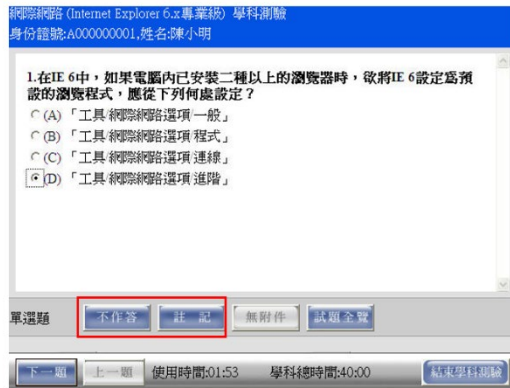 網際網路 (Internet Explorer 6.x專業級) 學科測驗
身份證號:A000000001,姓名:陳小明
1.在IE 6中，如果電腦內已安裝二種以上的瀏覽器時，欲將IE 6設定為預
設的瀏覽程式，應從下列何處設定？
(A) 「工具/網際網路選項/一般」
(B) 「工具/網際網路選項/程式」
(C) 「工具/網際網路選項/連線」
(D) 「工具/網際網路選項/進階」
單選題 不作答 註 記 無附件 試題全覽
下一題 上一題 使用時間:01:53 學科總時間:40:00 結束學科測驗